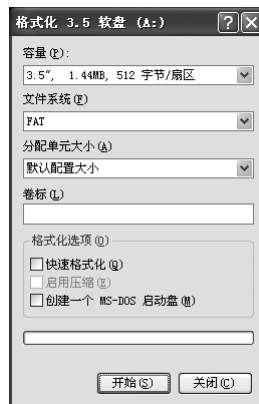 格式化 3.5 软盘 (A:)
容量(P):
3.5", 1.44MB, 512 字节/扇区
文件系统(F)
FAT
分配单元大小(A)
默认配置大小
卷标(L)
格式化选项(O)
快速格式化(Q)
启用压缩(E)
创建一个 MS-DOS 启动盘(M)
开始(S) 关闭(C)